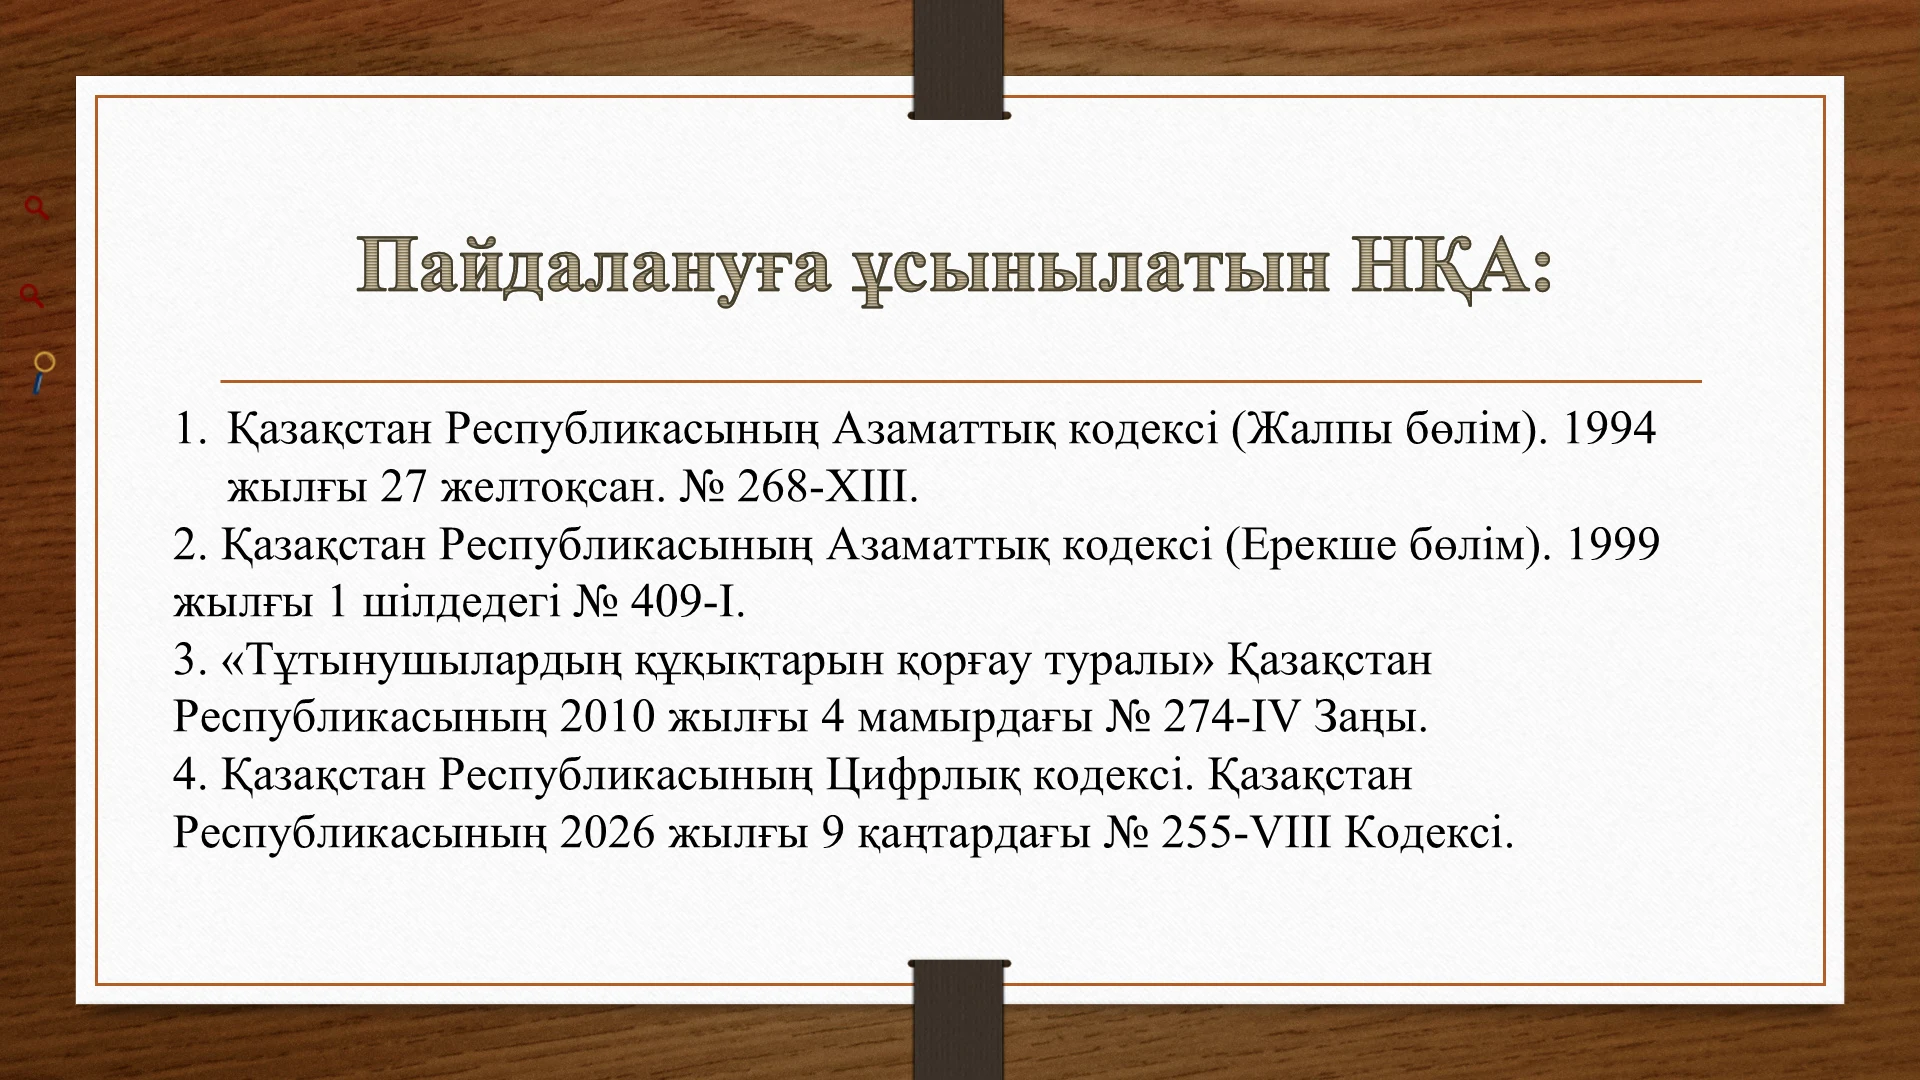 Пайдалануға ұсынылатын НҚА:
1. Қазақстан Республикасының Азаматтық кодексі (Жалпы бөлім). 1994
жылғы 27 желтоқсан. № 268-XIII.
2. Қазақстан Республикасының Азаматтық кодексі (Ерекше бөлім). 1999
жылғы 1 шілдедегі № 409-I.
3. «Тұтынушылардың құқықтарын қорғау туралы» Қазақстан
Республикасының 2010 жылғы 4 мамырдағы № 274-IV Заңы.
4. Қазақстан Республикасының Цифрлық кодексі. Қазақстан
Республикасының 2026 жылғы 9 қаңтардағы № 255-VIII Кодексі.